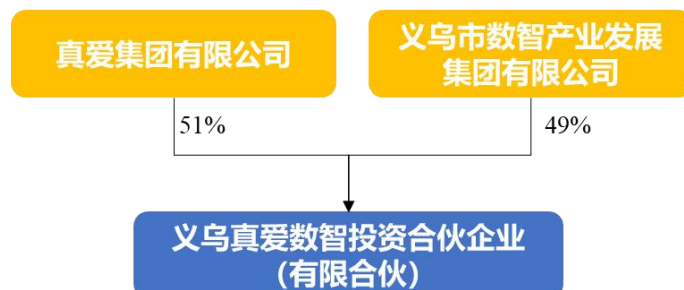 真爱集团有限公司
义乌市数智产业发展
集团有限公司
51%
49%
义乌真爱数智投资合伙企业
（有限合伙）